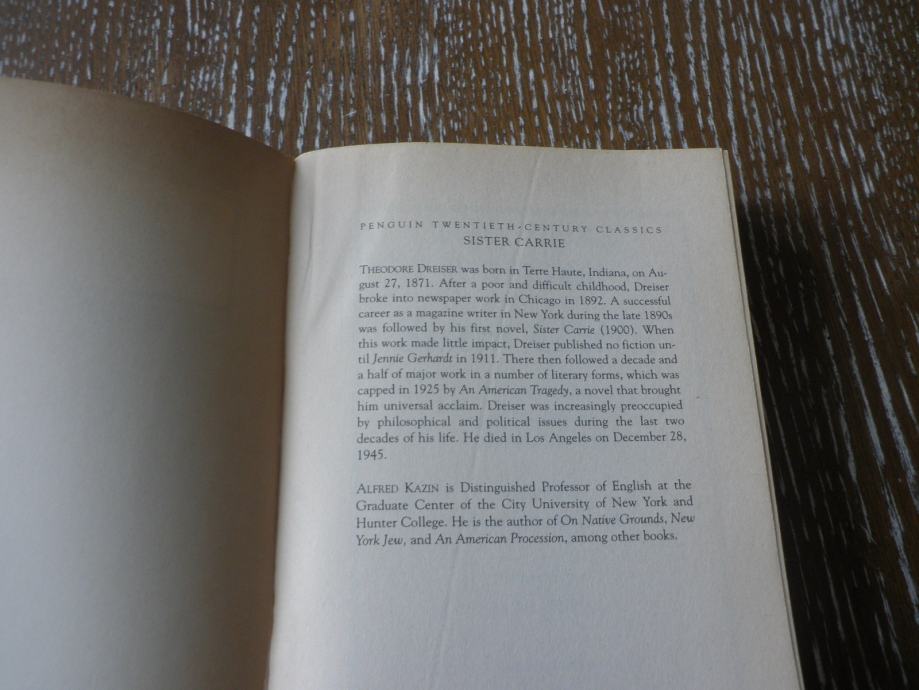 PENGUIN TWENTIETH-CENTURY CLASSICS
SISTER CARRIE
THEODORE DREISER was born in Terre Haute, Indiana, on Au-
gust 27, 1871. After a poor and difficult childhood, Dreiser
broke into newspaper work in Chicago in 1892. A successful
career as a magazine writer in New York during the late 1890s
was followed by his first novel, Sister Carrie (1900). When
this work made little impact, Dreiser published no fiction un-
til Jennie Gerhardt in 1911. There then followed a decade and
a half of major work in a number of literary forms, which was
capped in 1925 by An American Tragedy, a novel that brought
him universal acclaim. Dreiser was increasingly preoccupied
by philosophical and political issues during the last two
decades of his life. He died in Los Angeles on December 28,
1945.
ALFRED KAZIN is Distinguished Professor of English at the
Graduate Center of the City University of New York and
Hunter College. He is the author of On Native Grounds, New
York Jew, and An American Procession, among other books.